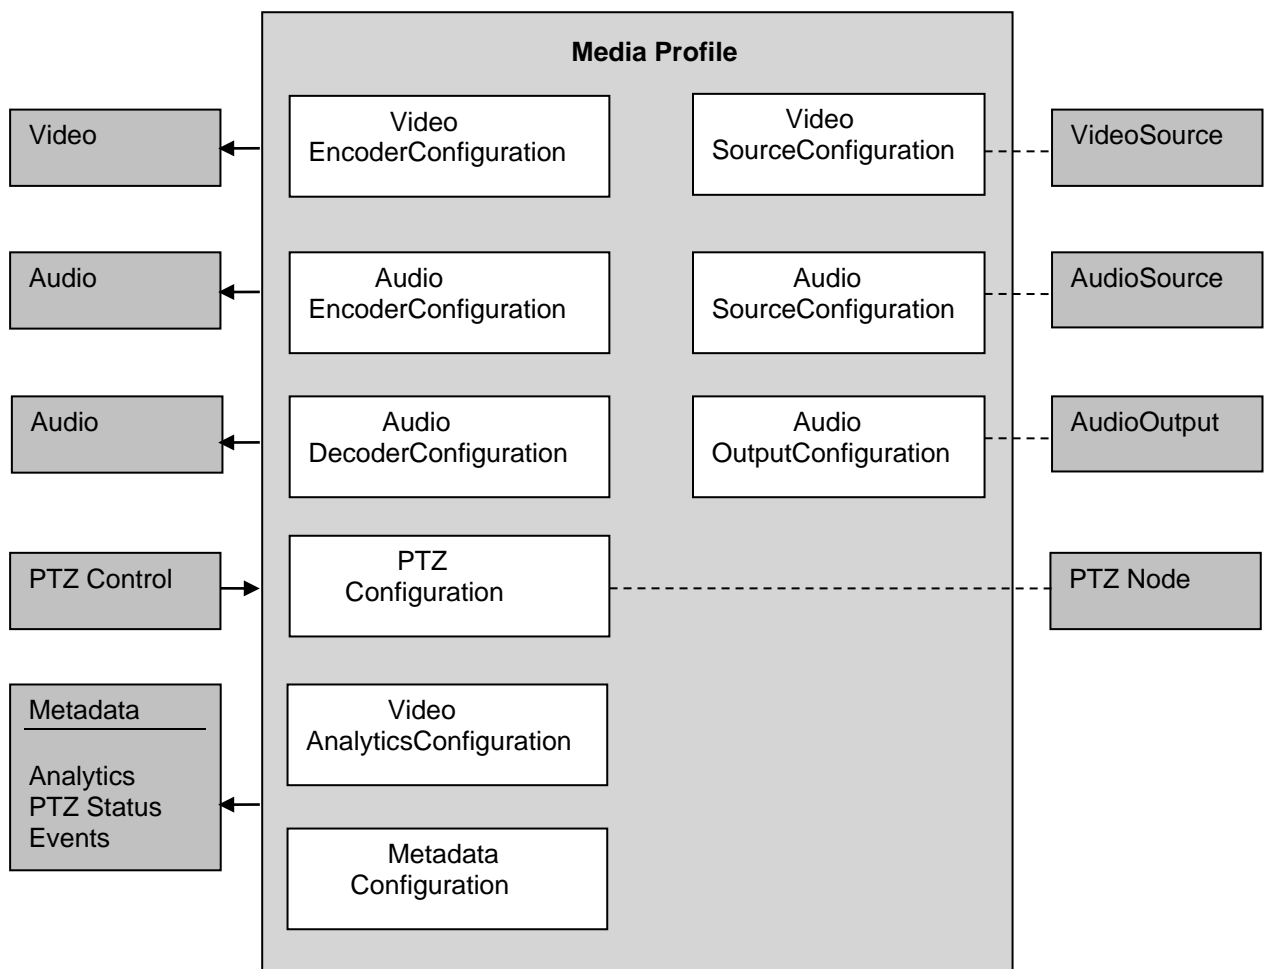 Media Profile
Video
Video
EncoderConfiguration
Video
SourceConfiguration
VideoSource
Audio
Audio
EncoderConfiguration
Audio
SourceConfiguration
AudioSource
Audio
Audio
DecoderConfiguration
Audio
OutputConfiguration
AudioOutput
PTZ Control
PTZ
Configuration
PTZ Node
Metadata
Analytics
PTZ Status
Events
Video
AnalyticsConfiguration
Metadata
Configuration